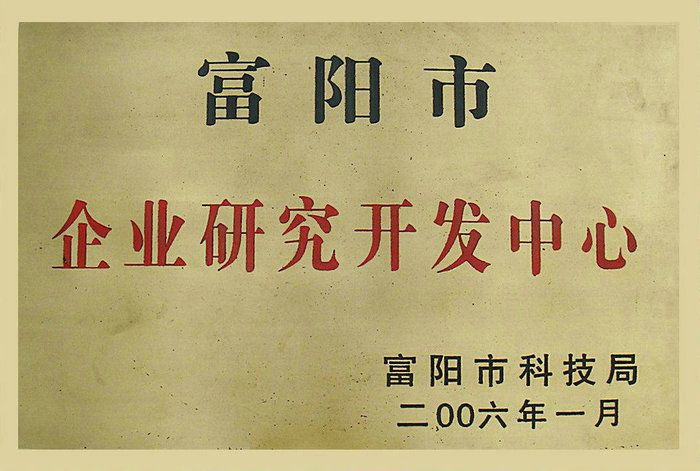 富阳市
企业研究开发中心
富阳市科技局
二00六年一月